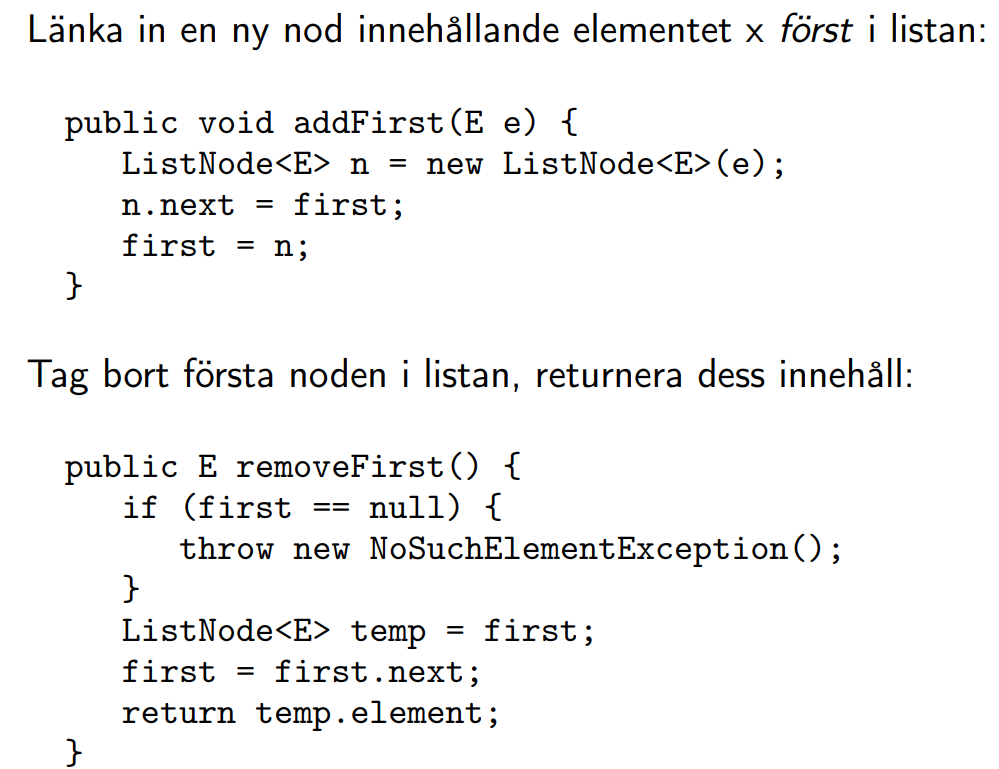 Länka in en ny nod innehållande elementet x först i listan:
public void addFirst(E e) {
ListNode<E> n = new ListNode<E>(e);
n.next = first;
first = n;
}
Tag bort första noden i listan, returnera dess innehåll:
public E removeFirst() {
if (first == null) {
throw new NoSuchElementException();
}
ListNode<E> temp = first;
first = first.next;
return temp.element;
}